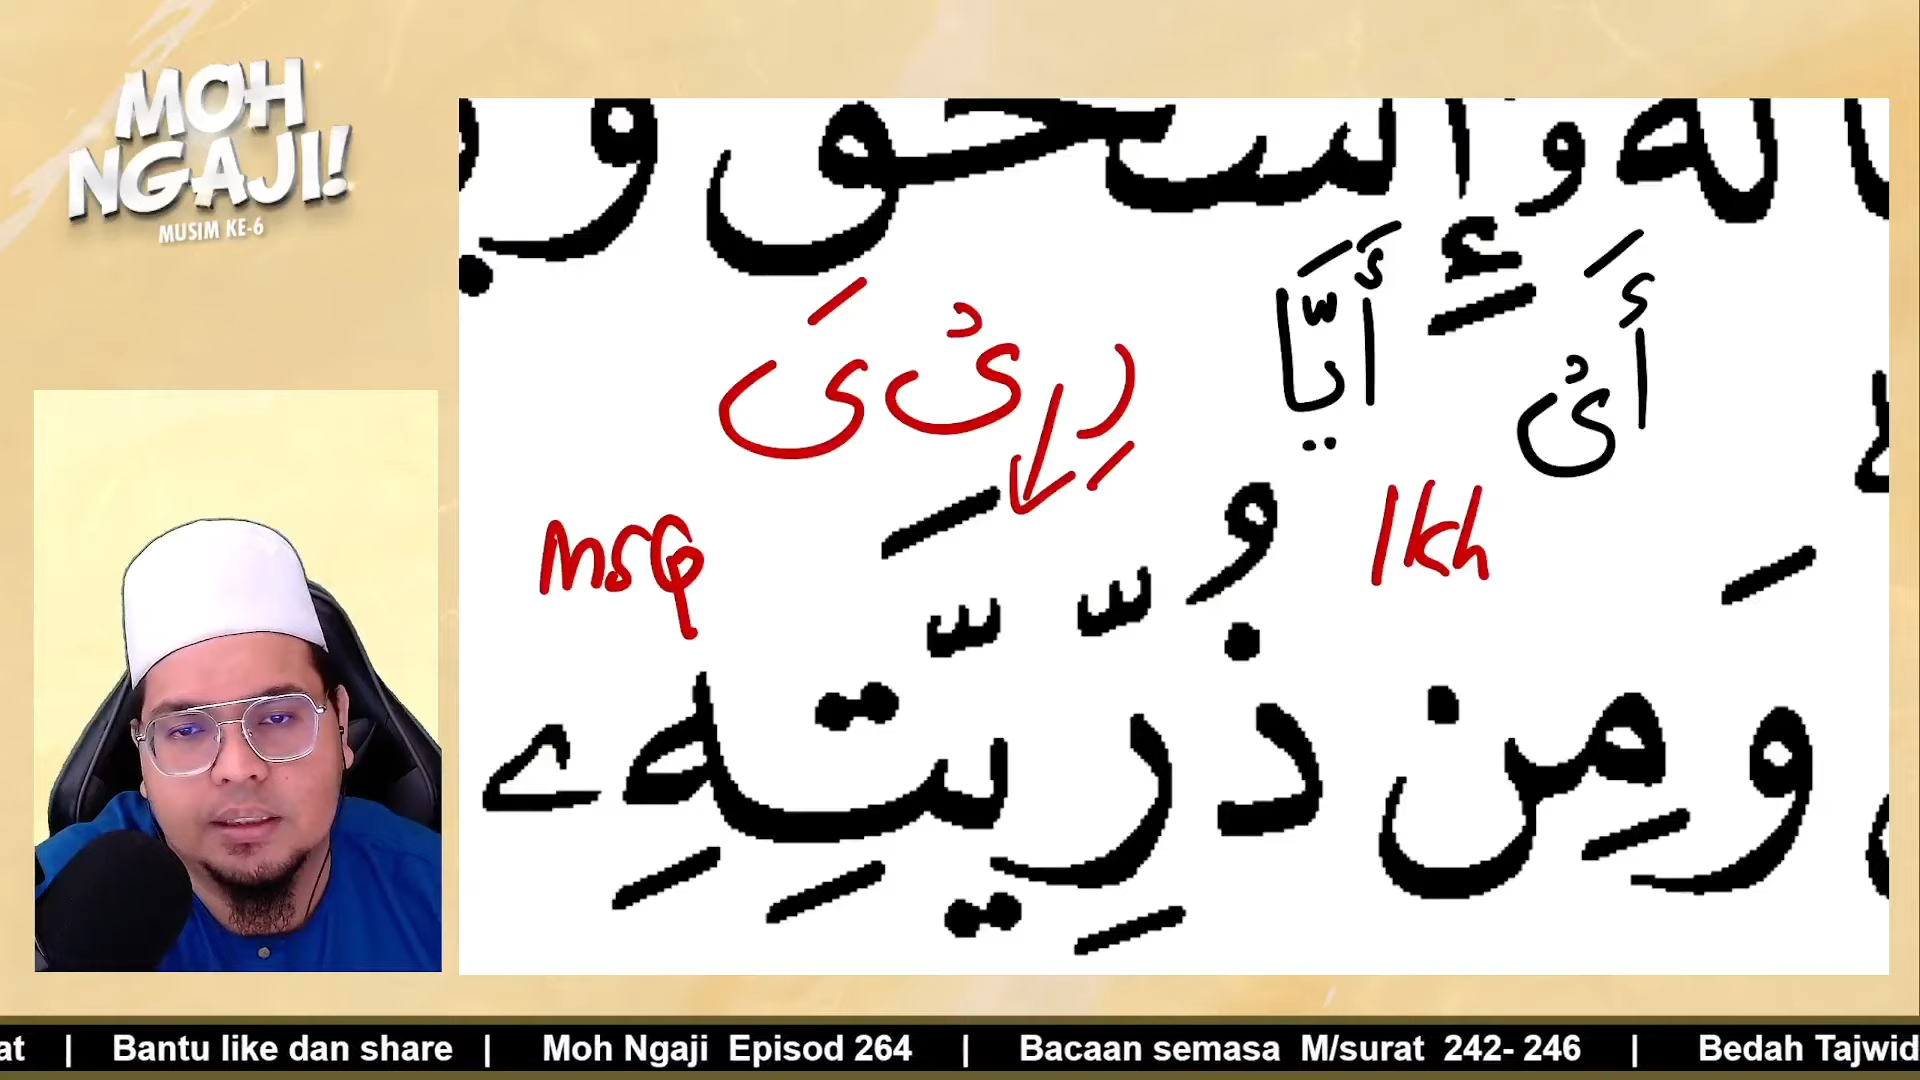 MOH
NGAJI!
MUSIM KE-6
لَهُ وَإِسْحَٰق وَ
أَىْ
أَيَّا
رِىْ ىَ
Ikh
MSQ
وَمِن ذُرِّيَّتِهِۦ
at | Bantu like dan share | Moh Ngaji Episod 264 | Bacaan semasa M/surat 242- 246 | Bedah Tajwid